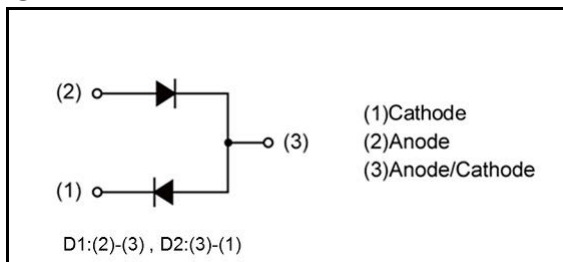 (2)
(3)
(1)
(1)Cathode
(2)Anode
(3)Anode/Cathode
D1:(2)-(3) , D2:(3)-(1)